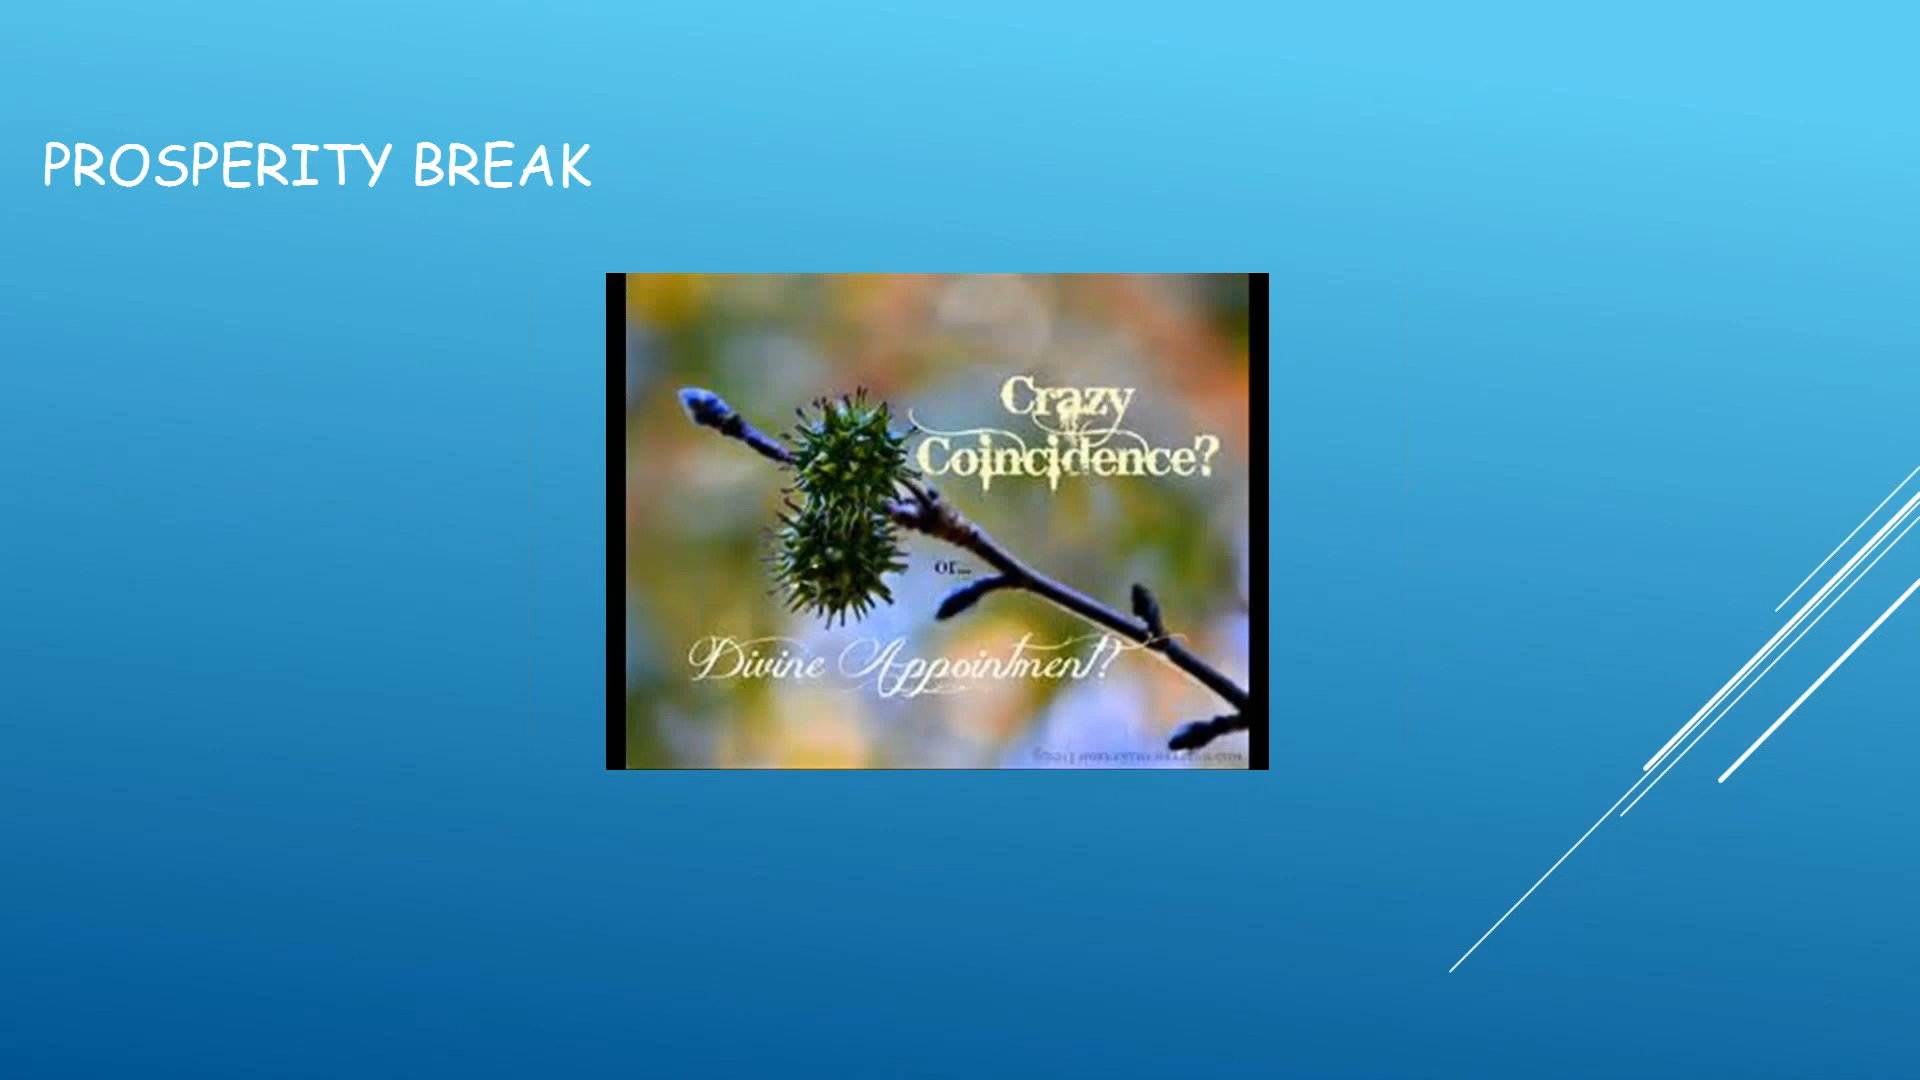 PROSPERITY BREAK
Crazy
Coincidence?
or...
Divine Appointment?